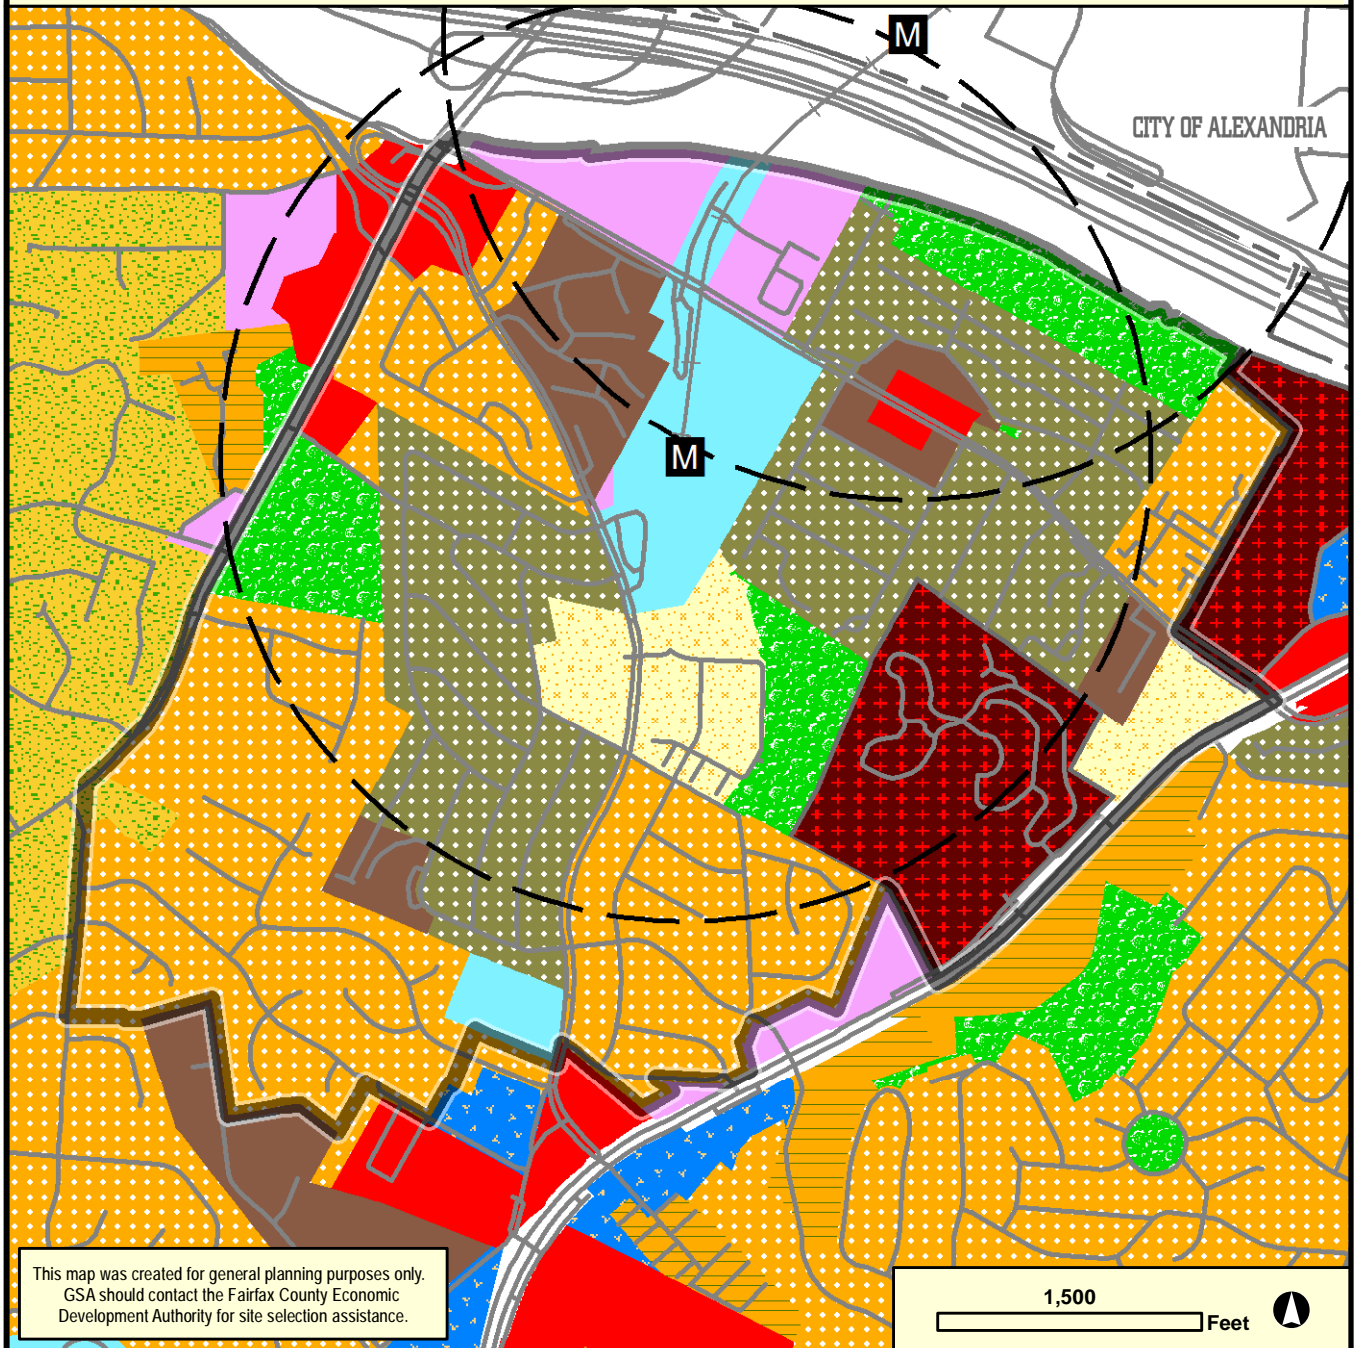 M
CITY OF ALEXANDRIA
M
This map was created for general planning purposes only.
GSA should contact the Fairfax County Economic
Development Authority for site selection assistance.
1,500
Feet